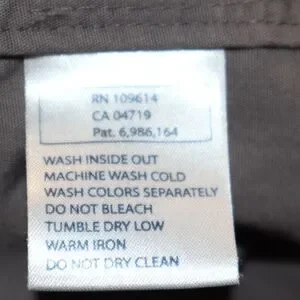 RN 109614
CA 04719
Pat. 6,986,164
WASH INSIDE OUT
MACHINE WASH COLD
WASH COLORS SEPARATELY
DO NOT BLEACH
TUMBLE DRY LOW
WARM IRON
DO NOT DRY CLEAN